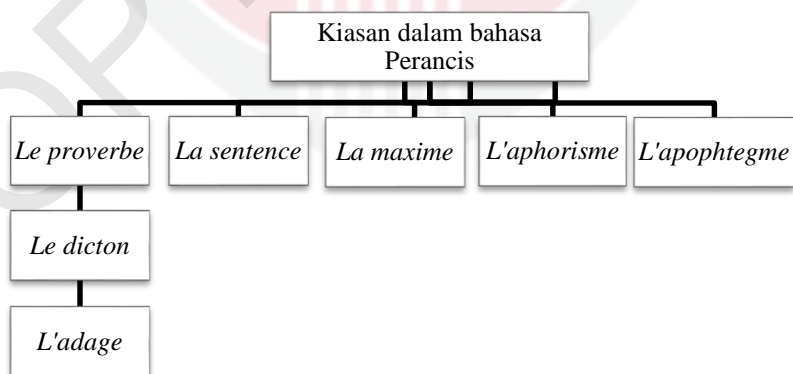 Kiasan dalam bahasa
Perancis
Le proverbe
La sentence
La maxime
L'aphorisme
L'apophtegme
Le dicton
L'adage